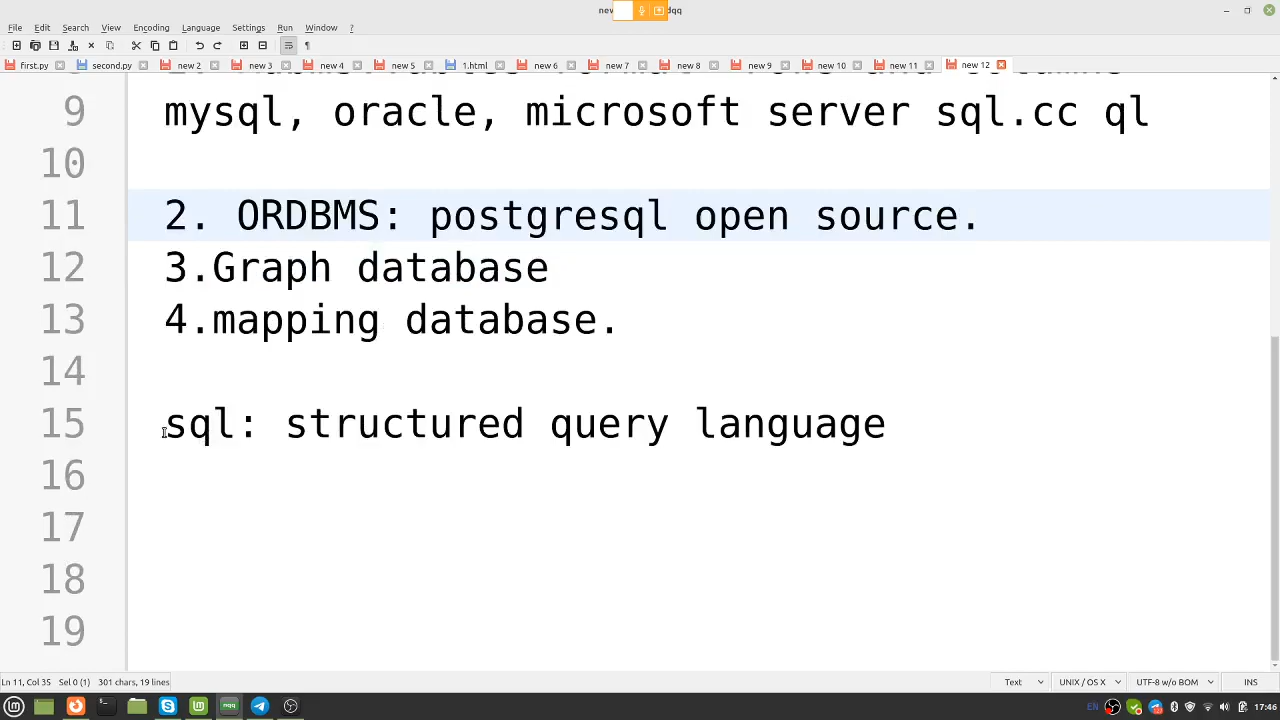 new dqq
File Edit Search View Encoding Language Settings Run Window ?
first.py second.py new 2 new 3 new 4 new 5 1.html new 6 new 7 new 8 new 9 new 10 new 11 new 12
9 mysql, oracle, microsoft server sql.cc ql
10
11 2. ORDBMS: postgresql open source.
12 3.Graph database
13 4.mapping database.
14
15 sql: structured query language
16
17
18
19
Ln 11, Col 35 Sel 0 (1) 301 chars, 19 lines Text UNIX / OS X UTF-8 w/o BOM INS
EN 17:46